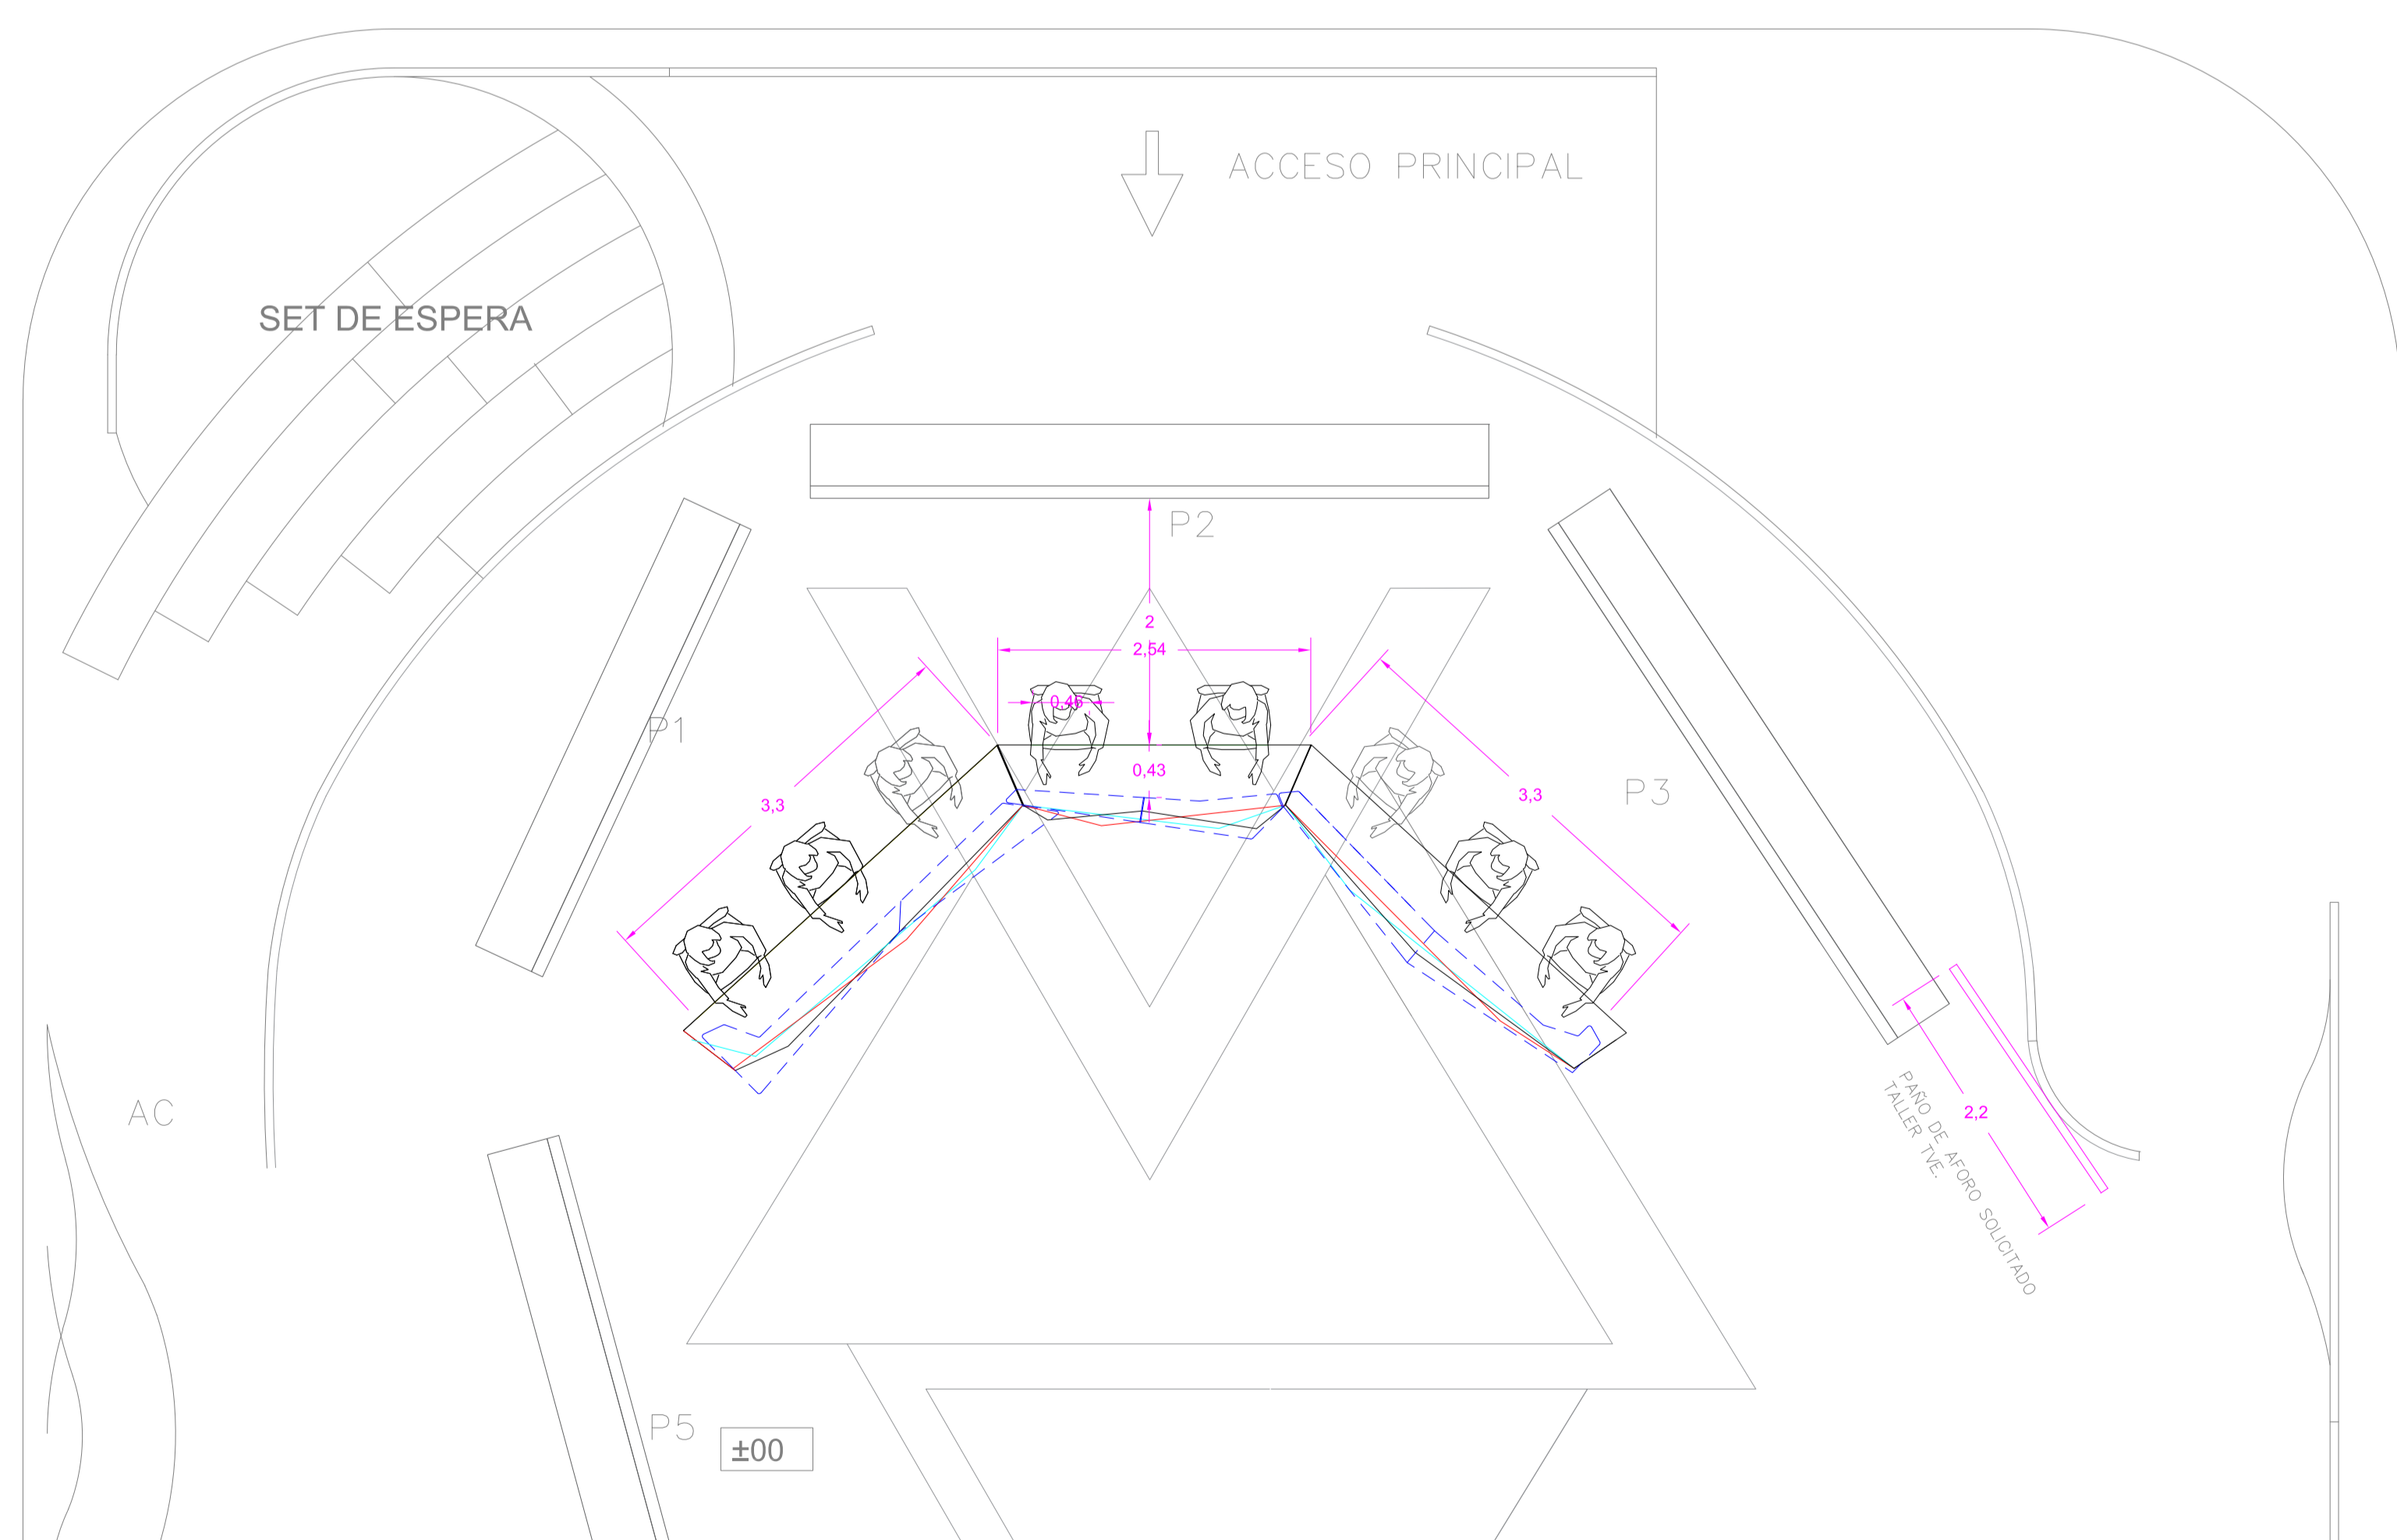 ACCESO PRINCIPAL
SET DE ESPERA
P2
2
2,54
0,46
P1
0,43
3,3
3,3
P3
AC
2,2
PAÑO DE AFORO SOLICITADO
TALLER TVE.
P5
±00